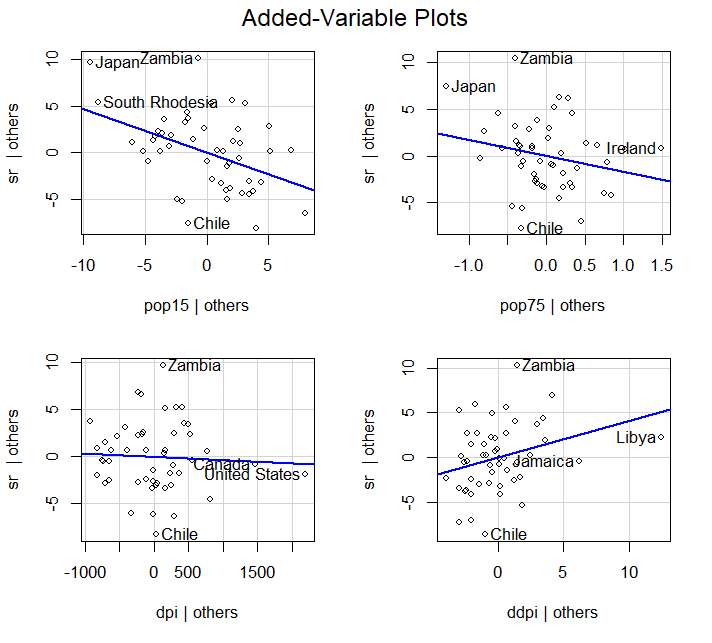 Added-Variable Plots
sr | others
10
5
0
-5
Zambia
Japan
South Rhodesia
Chile
-10
-5
0
5
pop15 | others
sr | others
10
5
0
-5
Zambia
Japan
Ireland
Chile
-1.0
0.0
0.5
1.0
1.5
pop75 | others
sr | others
10
5
0
-5
Zambia
Canada
United States
Chile
-1000
0
500
1500
dpi | others
sr | others
10
5
0
-5
Zambia
Libya
Jamaica
Chile
0
5
10
ddpi | others